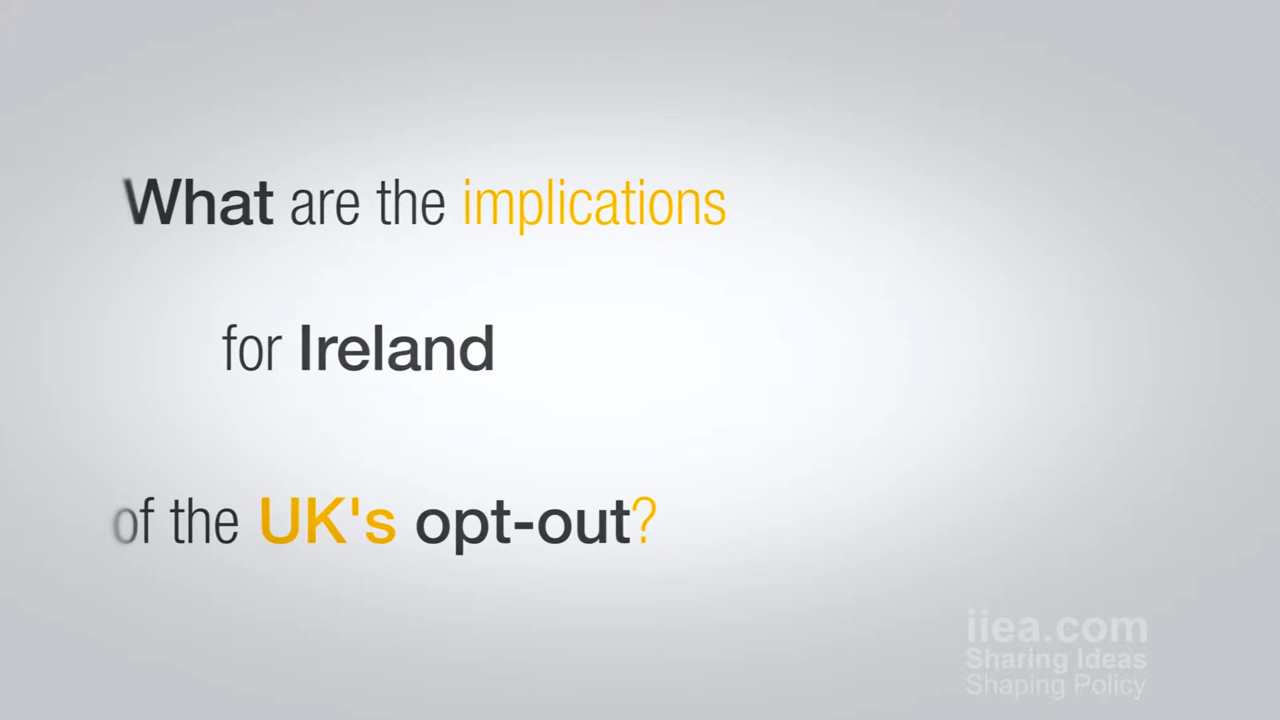 What are the implications
for Ireland
of the UK's opt-out?
iiea.com
Sharing Ideas
Shaping Policy